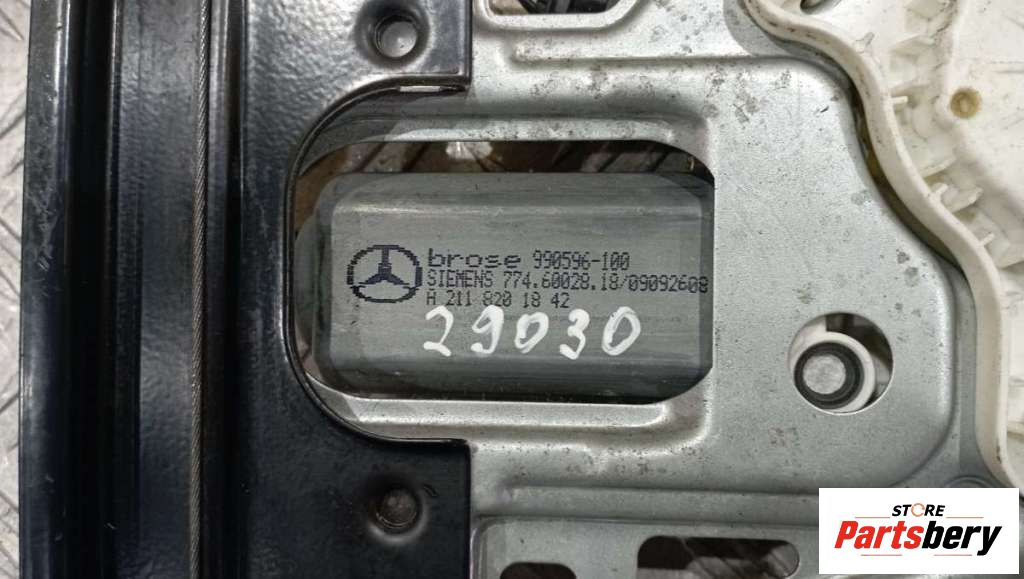 brose 990596-100
SIEMENS 774.60028.18/09092608
A 211 820 18 42
29030
STORE
Partsbery